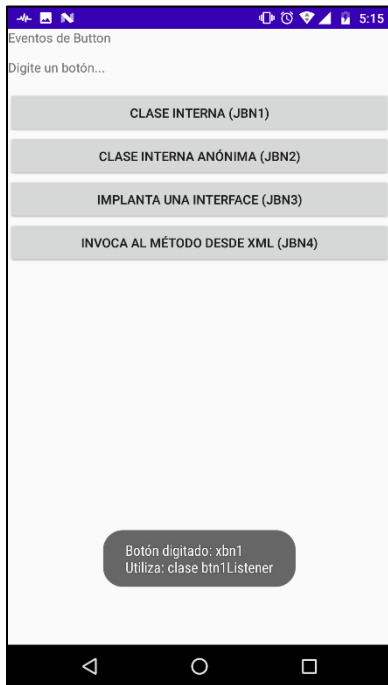 5:15
Eventos de Button
Digite un botón...
CLASE INTERNA (JBN1)
CLASE INTERNA ANÓNIMA (JBN2)
IMPLANTA UNA INTERFACE (JBN3)
INVOCA AL MÉTODO DESDE XML (JBN4)
Botón digitado: xbn1
Utiliza: clase btn1Listener